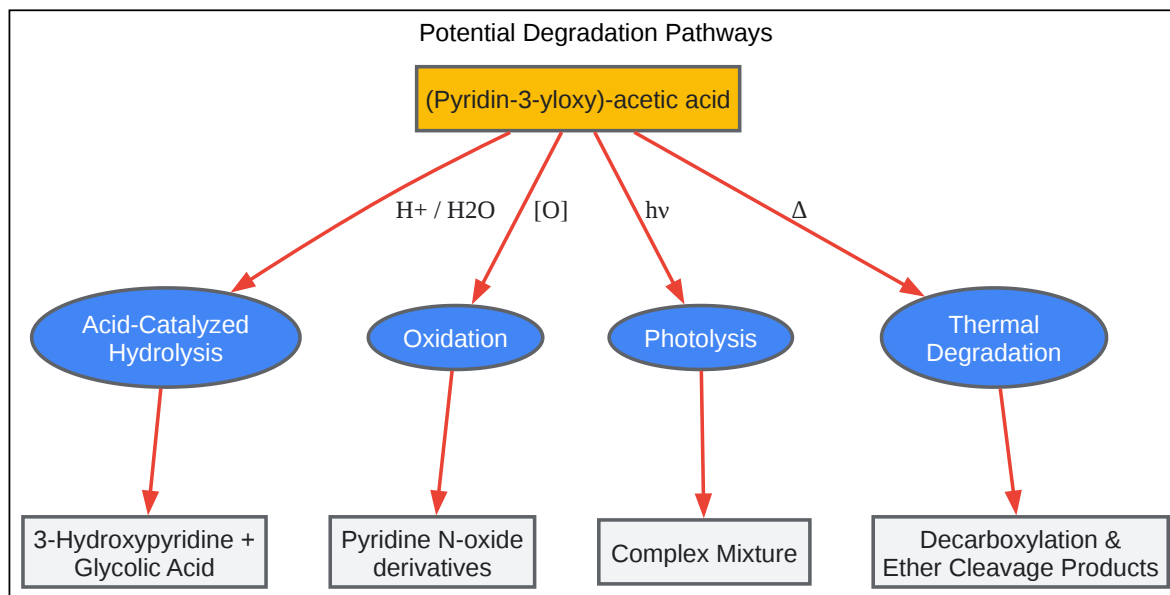 Potential Degradation Pathways
(Pyridin-3-yloxy)-acetic acid
H+ / H2O
[O]
hν
Δ
Acid-Catalyzed
Hydrolysis
Oxidation
Photolysis
Thermal
Degradation
3-Hydroxypyridine +
Glycolic Acid
Pyridine N-oxide
derivatives
Complex Mixture
Decarboxylation &
Ether Cleavage Products